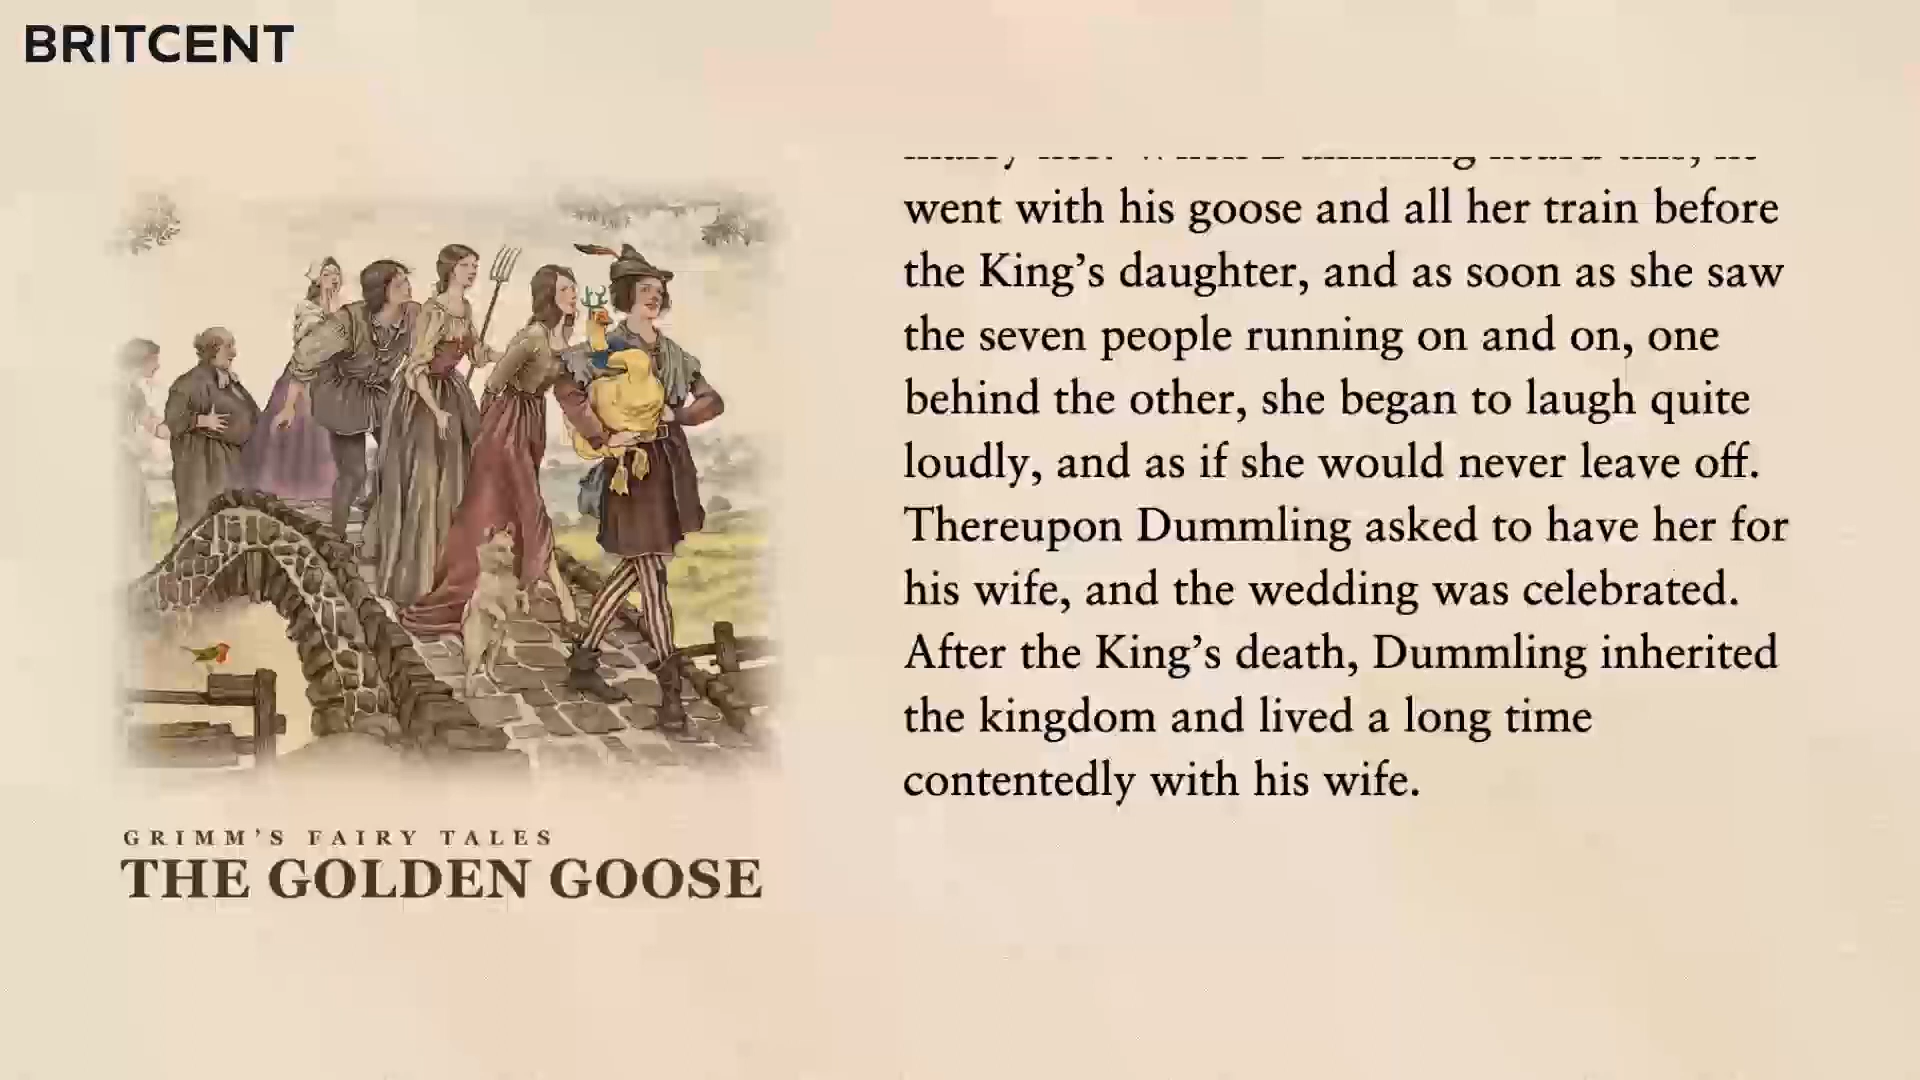 BRITCENT
went with his goose and all her train before
the King’s daughter, and as soon as she saw
the seven people running on and on, one
behind the other, she began to laugh quite
loudly, and as if she would never leave off.
Thereupon Dummling asked to have her for
his wife, and the wedding was celebrated.
After the King’s death, Dummling inherited
the kingdom and lived a long time
contentedly with his wife.
GRIMM’S FAIRY TALES
THE GOLDEN GOOSE